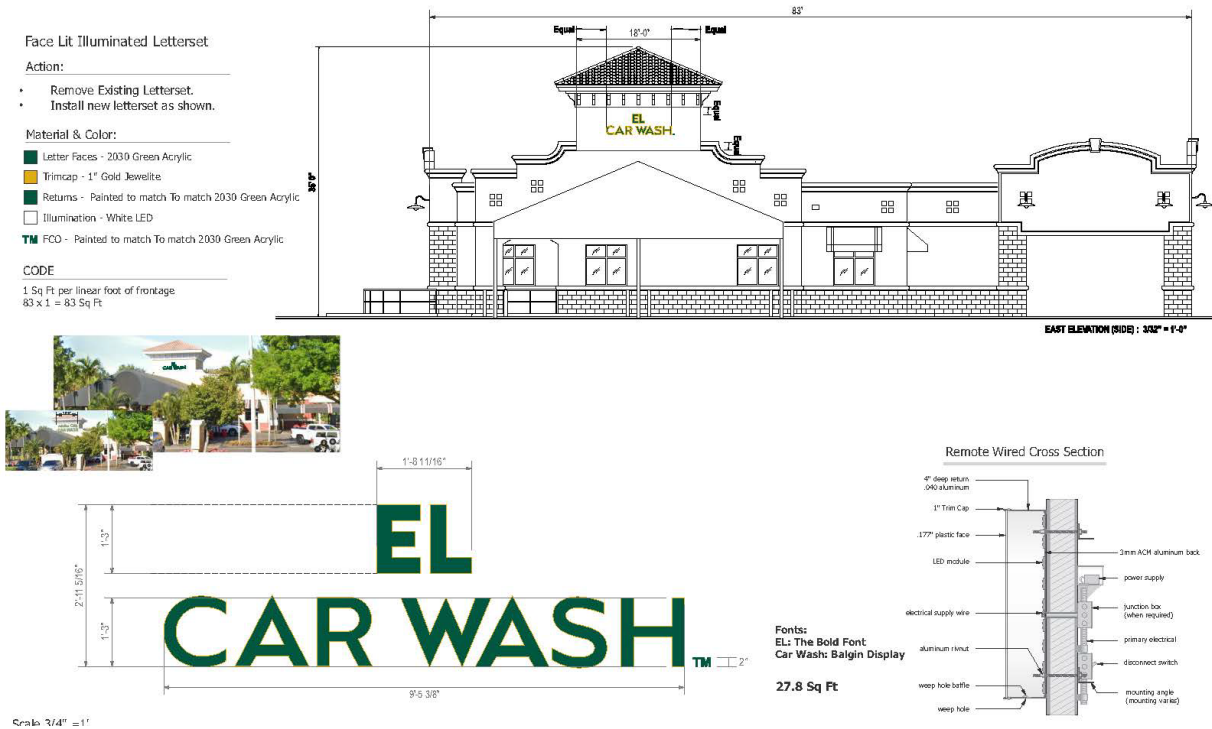 Face Lit Illuminated Letterset
Action:
• Remove Existing Letterset.
• Install new letterset as shown.
Material & Color:
Letter Faces - 2030 Green Acrylic
Trimcap - 1" Gold Jewelite
Returns - Painted to match To match 2030 Green Acrylic
Illumination - White LED
TM FCO - Painted to match To match 2030 Green Acrylic
CODE
1 Sq Ft per linear foot of frontage
83 x 1 = 83 Sq Ft
83'
Equal
18'-0"
Equal
Equal
Equal
EL
CAR WASH.
EAST ELEVATION (SIDE) : 3/32" = 1'-0"
EL
CAR WASH
1'-8 11/16"
1'-3"
2'-11 5/16"
1'-3"
EL
CAR WASH
TM
2"
9'-5 3/8"
Scale 3/4" =1'
Fonts:
EL: The Bold Font
Car Wash: Balgin Display
27.8 Sq Ft
Remote Wired Cross Section
4" deep return
.040 aluminum
1" Trim Cap
.177" plastic face
LED module
electrical supply wire
aluminum rivnut
weep hole baffle
weep hole
3mm ACM aluminum back
power supply
junction box
(when required)
primary electrical
disconnect switch
mounting angle
(mounting varies)